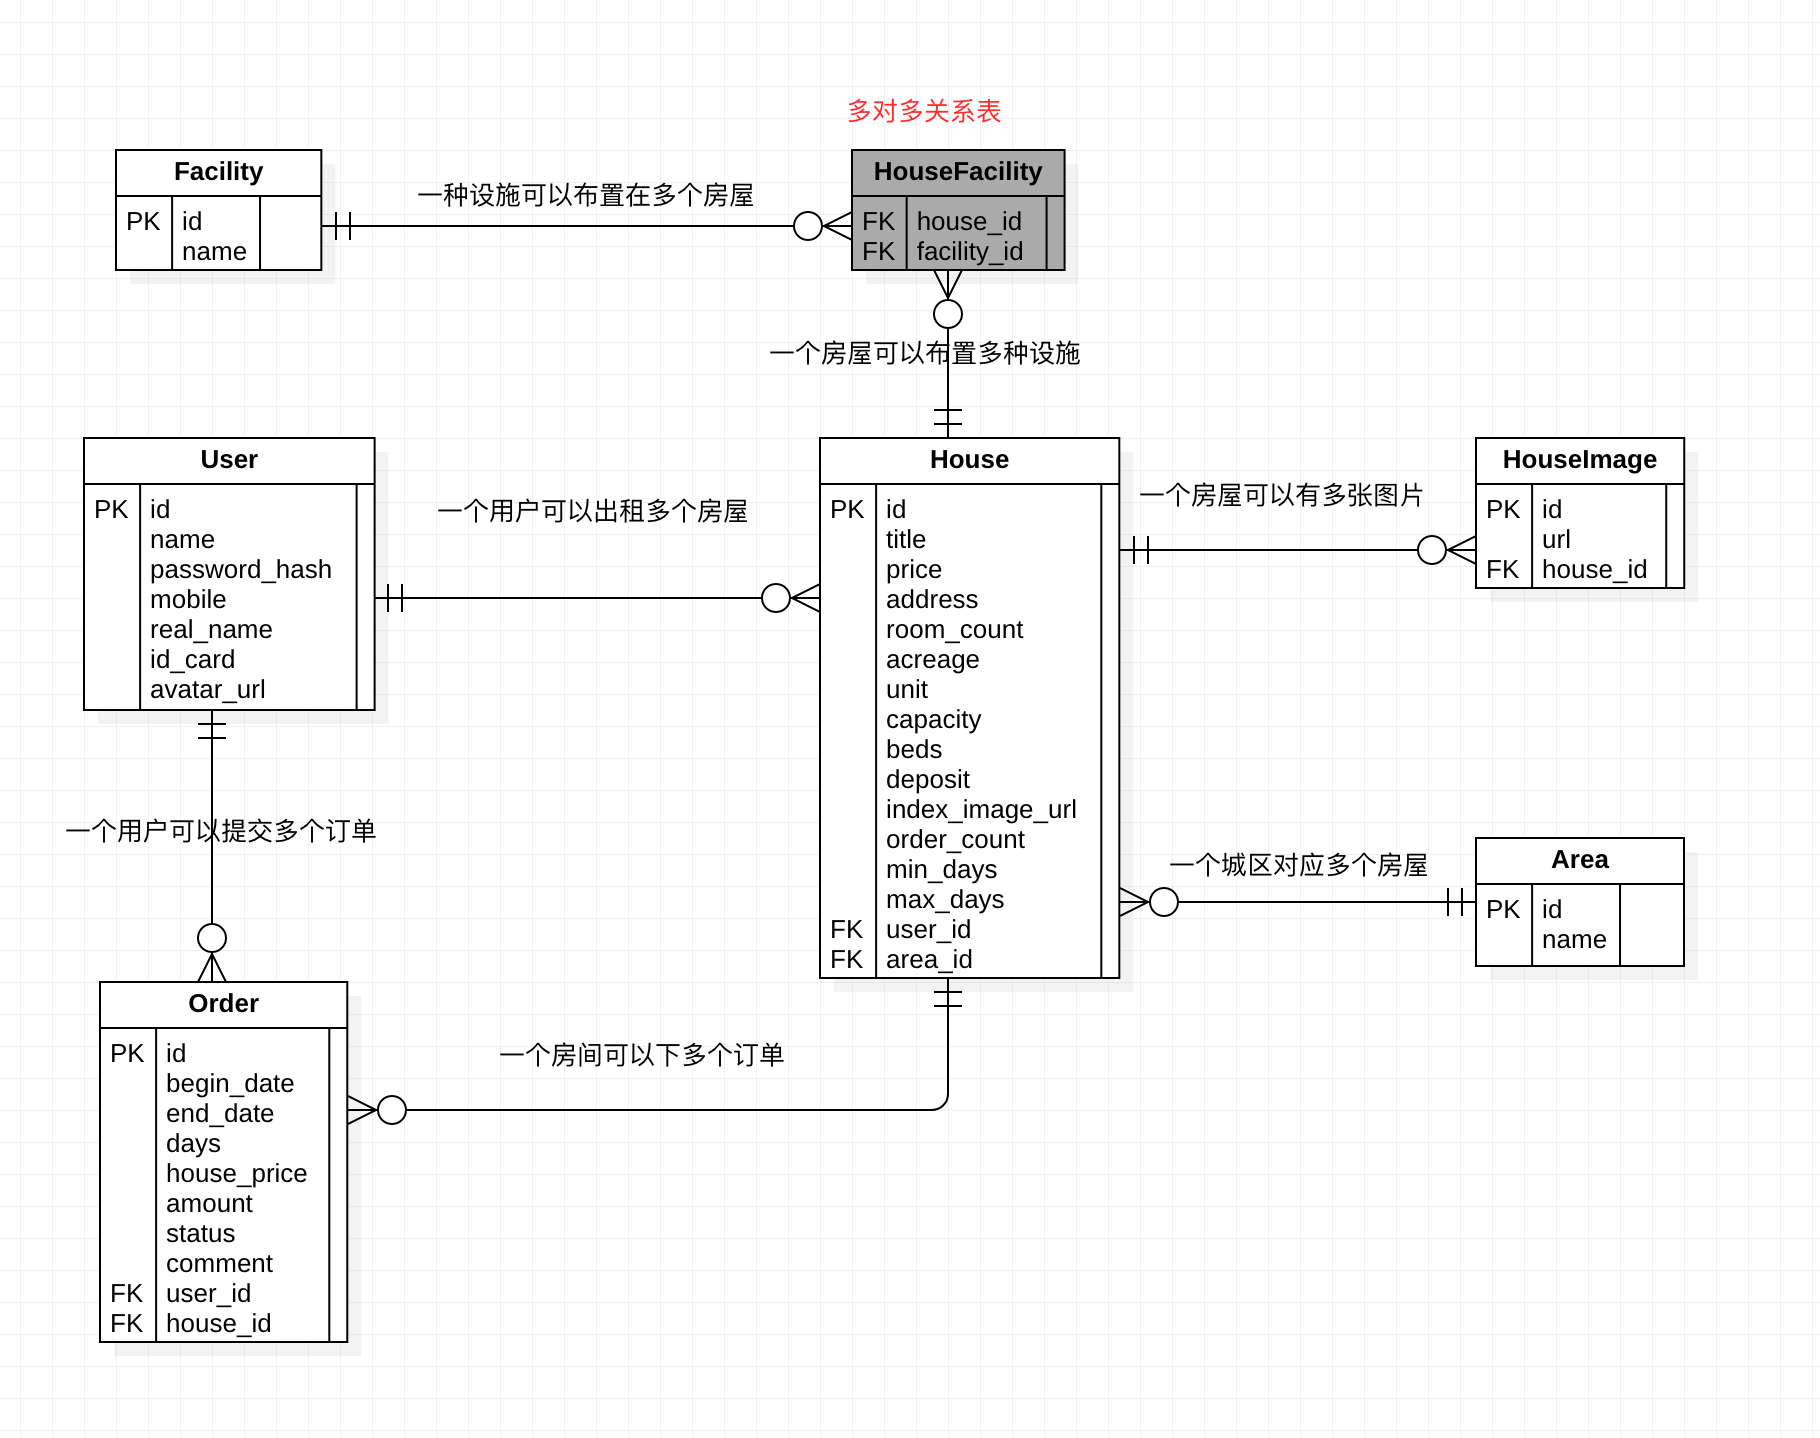 多对多关系表
Facility
PK id
name
一种设施可以布置在多个房屋
HouseFacility
FK house_id
FK facility_id
一个房屋可以布置多种设施
User
PK id
name
password_hash
mobile
real_name
id_card
avatar_url
一个用户可以出租多个房屋
House
PK id
title
price
address
room_count
acreage
unit
capacity
beds
deposit
index_image_url
order_count
min_days
max_days
FK user_id
FK area_id
一个房屋可以有多张图片
HouseImage
PK id
url
FK house_id
一个城区对应多个房屋
Area
PK id
name
一个用户可以提交多个订单
Order
PK id
begin_date
end_date
days
house_price
amount
status
comment
FK user_id
FK house_id
一个房间可以下多个订单